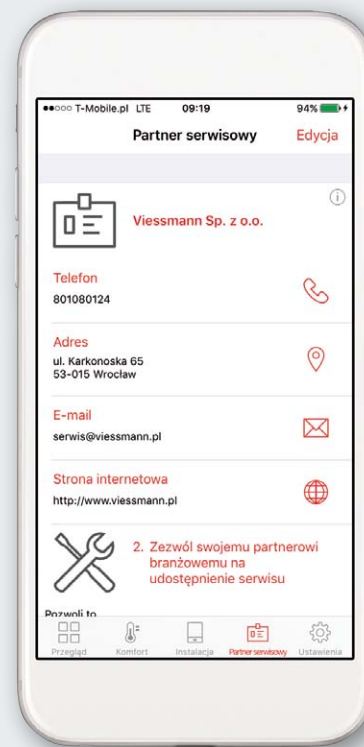 T-Mobile.pl LTE 09:19 94%
Partner serwisowy Edycja
Viessmann Sp. z o.o.
Telefon
801080124
Adres
ul. Karkonoska 65
53-015 Wrocław
E-mail
serwis@viessmann.pl
Strona internetowa
http://www.viessmann.pl
2. Zezwól swojemu partnerowi
branżowemu na
udostępnienie serwisu
Pozwoli to
Przegląd Komfort Instalacja Partner serwisowy Ustawienia